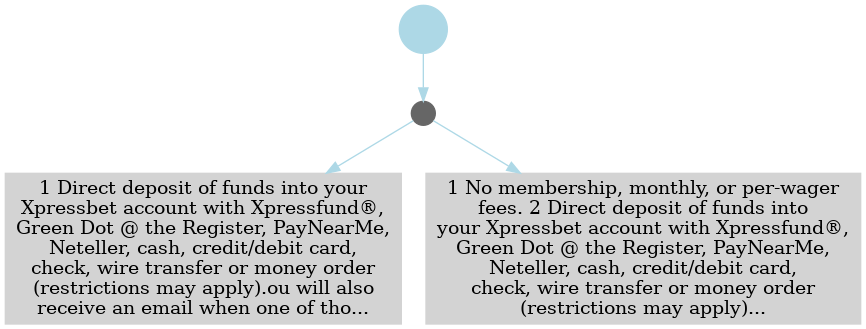 1 Direct deposit of funds into your
Xpressbet account with Xpressfund®,
Green Dot @ the Register, PayNearMe,
Neteller, cash, credit/debit card,
check, wire transfer or money order
(restrictions may apply).ou will also
receive an email when one of tho...
1 No membership, monthly, or per-wager
fees. 2 Direct deposit of funds into
your Xpressbet account with Xpressfund®,
Green Dot @ the Register, PayNearMe,
Neteller, cash, credit/debit card,
check, wire transfer or money order
(restrictions may apply)...